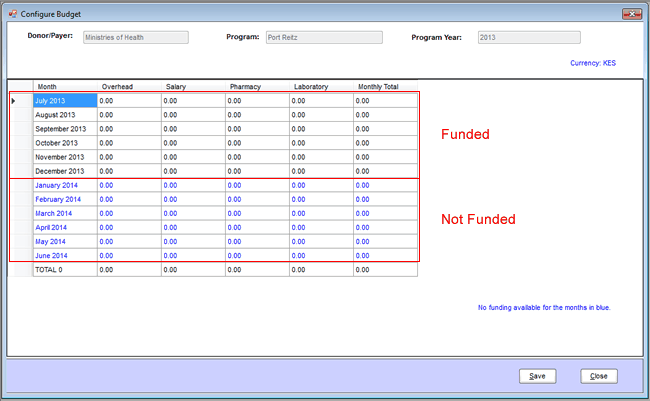 Configure Budget
Donor/Payer: Ministries of Health Program: Port Reitz Program Year: 2013
Currency: KES
Month Overhead Salary Pharmacy Laboratory Monthly Total
July 2013 0.00 0.00 0.00 0.00 0.00
August 2013 0.00 0.00 0.00 0.00 0.00
September 2013 0.00 0.00 0.00 0.00 0.00
Funded
October 2013 0.00 0.00 0.00 0.00 0.00
November 2013 0.00 0.00 0.00 0.00 0.00
December 2013 0.00 0.00 0.00 0.00 0.00
January 2014 0.00 0.00 0.00 0.00 0.00
February 2014 0.00 0.00 0.00 0.00 0.00
March 2014 0.00 0.00 0.00 0.00 0.00
Not Funded
April 2014 0.00 0.00 0.00 0.00 0.00
May 2014 0.00 0.00 0.00 0.00 0.00
June 2014 0.00 0.00 0.00 0.00 0.00
TOTAL 0 0.00 0.00 0.00 0.00 0.00
No funding available for the months in blue.
Save Close